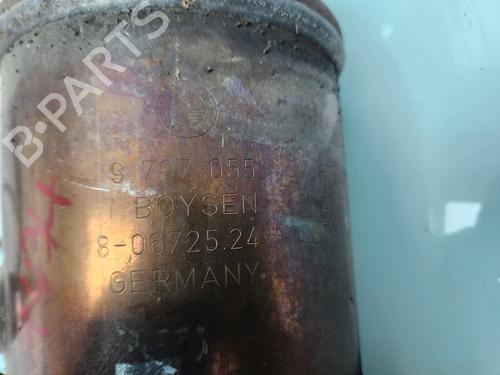 B-PARTS
9 797 055
BOYSEN
8-06725.24
GERMANY.